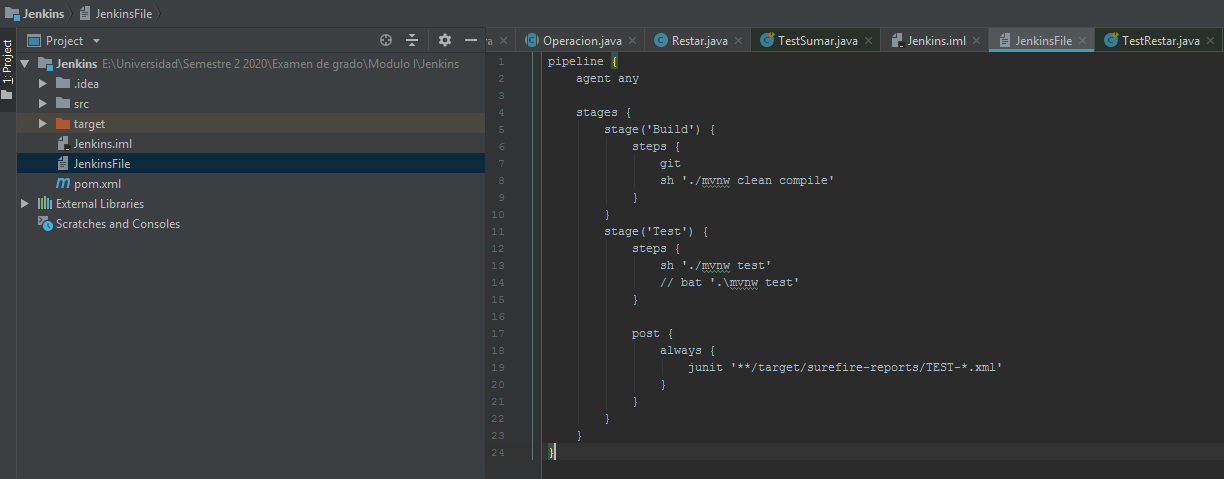 Jenkins JenkinsFile
1: Project
Project
Jenkins E:\Universidad\Semestre 2 2020\Examen de grado\Modulo I\Jenkins
.idea
src
target
Jenkins.iml
JenkinsFile
pom.xml
External Libraries
Scratches and Consoles
va Operacion.java Restar.java TestSumar.java Jenkins.iml JenkinsFile TestRestar.java
1 pipeline {
2 agent any
3
4 stages {
5 stage('Build') {
6 steps {
7 git
8 sh './mvnw clean compile'
9 }
10 }
11 stage('Test') {
12 steps {
13 sh './mvnw test'
14 // bat '.\mvnw test'
15 }
16
17 post {
18 always {
19 junit '**/target/surefire-reports/TEST-*.xml'
20 }
21 }
22 }
23 }
24 }